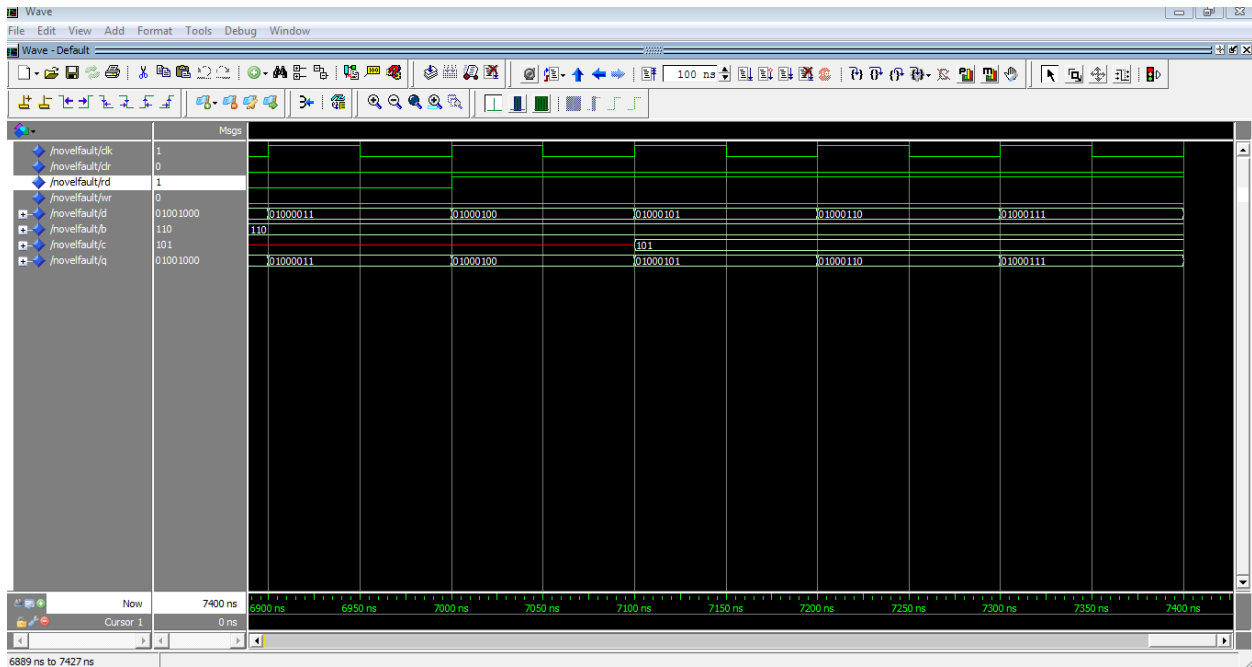 Wave
File Edit View Add Format Tools Debug Window
Wave - Default
100 ns
Msgs
/novelfault/clk 1
/novelfault/clr 0
/novelfault/rd 1
/novelfault/wr 0
/novelfault/d 01001000 01000011 01000100 01000101 01000110 01000111
/novelfault/b 110 110
/novelfault/c 101 101
/novelfault/q 01001000 01000011 01000100 01000101 01000110 01000111
Now 7400 ns 6900 ns 6950 ns 7000 ns 7050 ns 7100 ns 7150 ns 7200 ns 7250 ns 7300 ns 7350 ns 7400 ns
Cursor 1 0 ns
6889 ns to 7427 ns